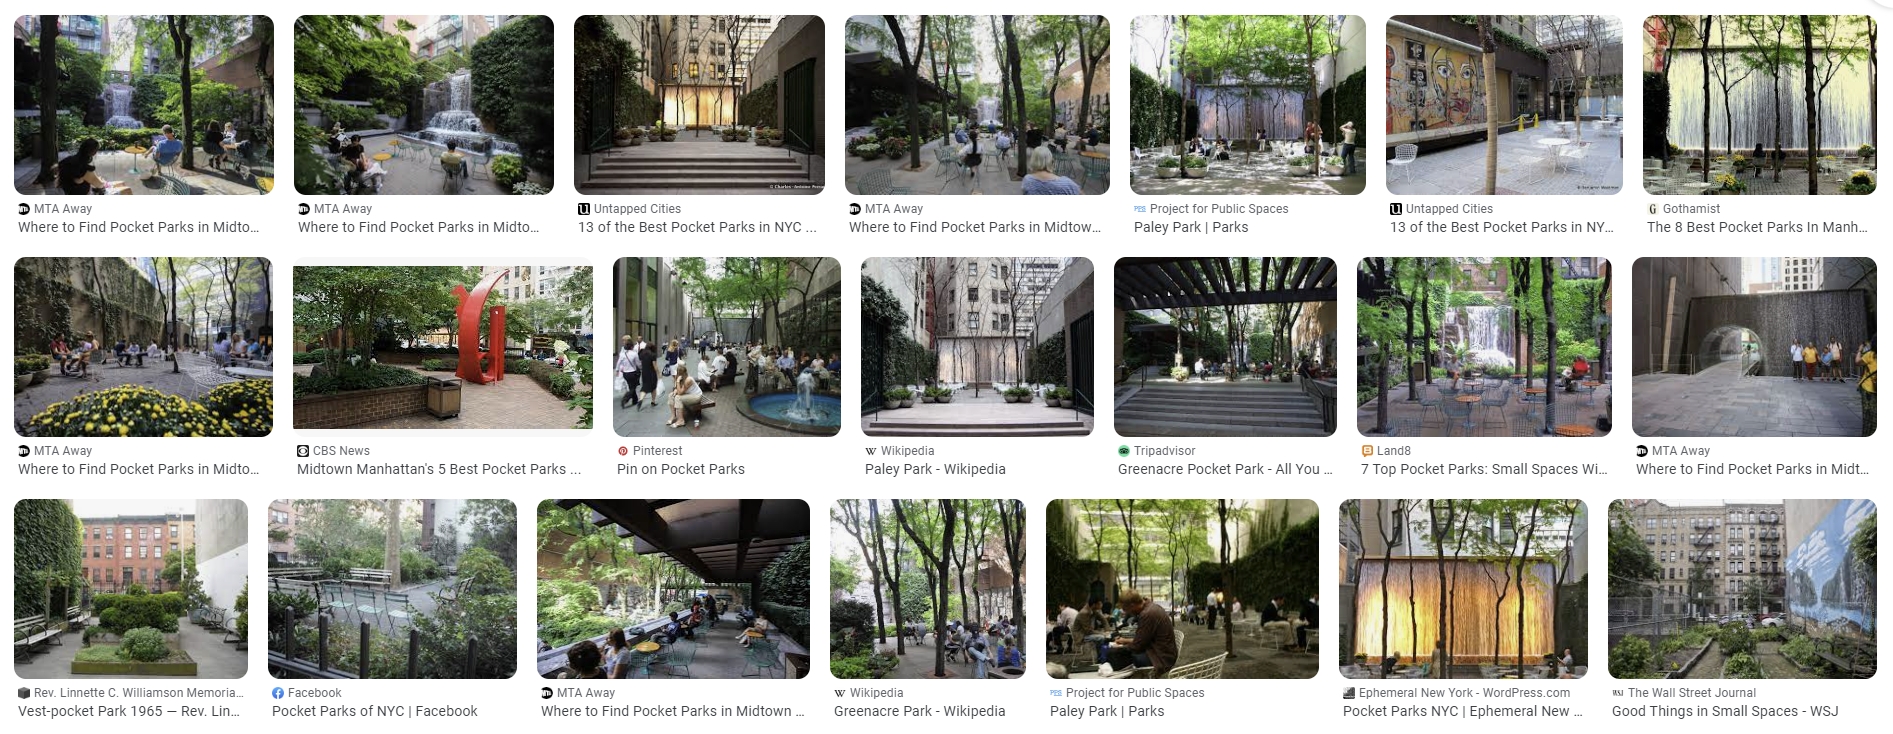 MTA Away
Where to Find Pocket Parks in Midto...
MTA Away
Where to Find Pocket Parks in Midto...
Untapped Cities
13 of the Best Pocket Parks in NYC ...
MTA Away
Where to Find Pocket Parks in Midtown...
Project for Public Spaces
Paley Park | Parks
Untapped Cities
13 of the Best Pocket Parks in NY...
Gothamist
The 8 Best Pocket Parks In Manh...
MTA Away
Where to Find Pocket Parks in Midto...
CBS News
Midtown Manhattan's 5 Best Pocket Parks ...
Pinterest
Pin on Pocket Parks
Wikipedia
Paley Park - Wikipedia
Tripadvisor
Greenacre Pocket Park - All You ...
Land8
7 Top Pocket Parks: Small Spaces Wi...
MTA Away
Where to Find Pocket Parks in Midt...
Rev. Linnette C. Williamson Memoria...
Vest-pocket Park 1965 — Rev. Lin...
Facebook
Pocket Parks of NYC | Facebook
MTA Away
Where to Find Pocket Parks in Midtown ...
Wikipedia
Greenacre Park - Wikipedia
Project for Public Spaces
Paley Park | Parks
Ephemeral New York - WordPress.com
Pocket Parks NYC | Ephemeral New ...
The Wall Street Journal
Good Things in Small Spaces - WSJ